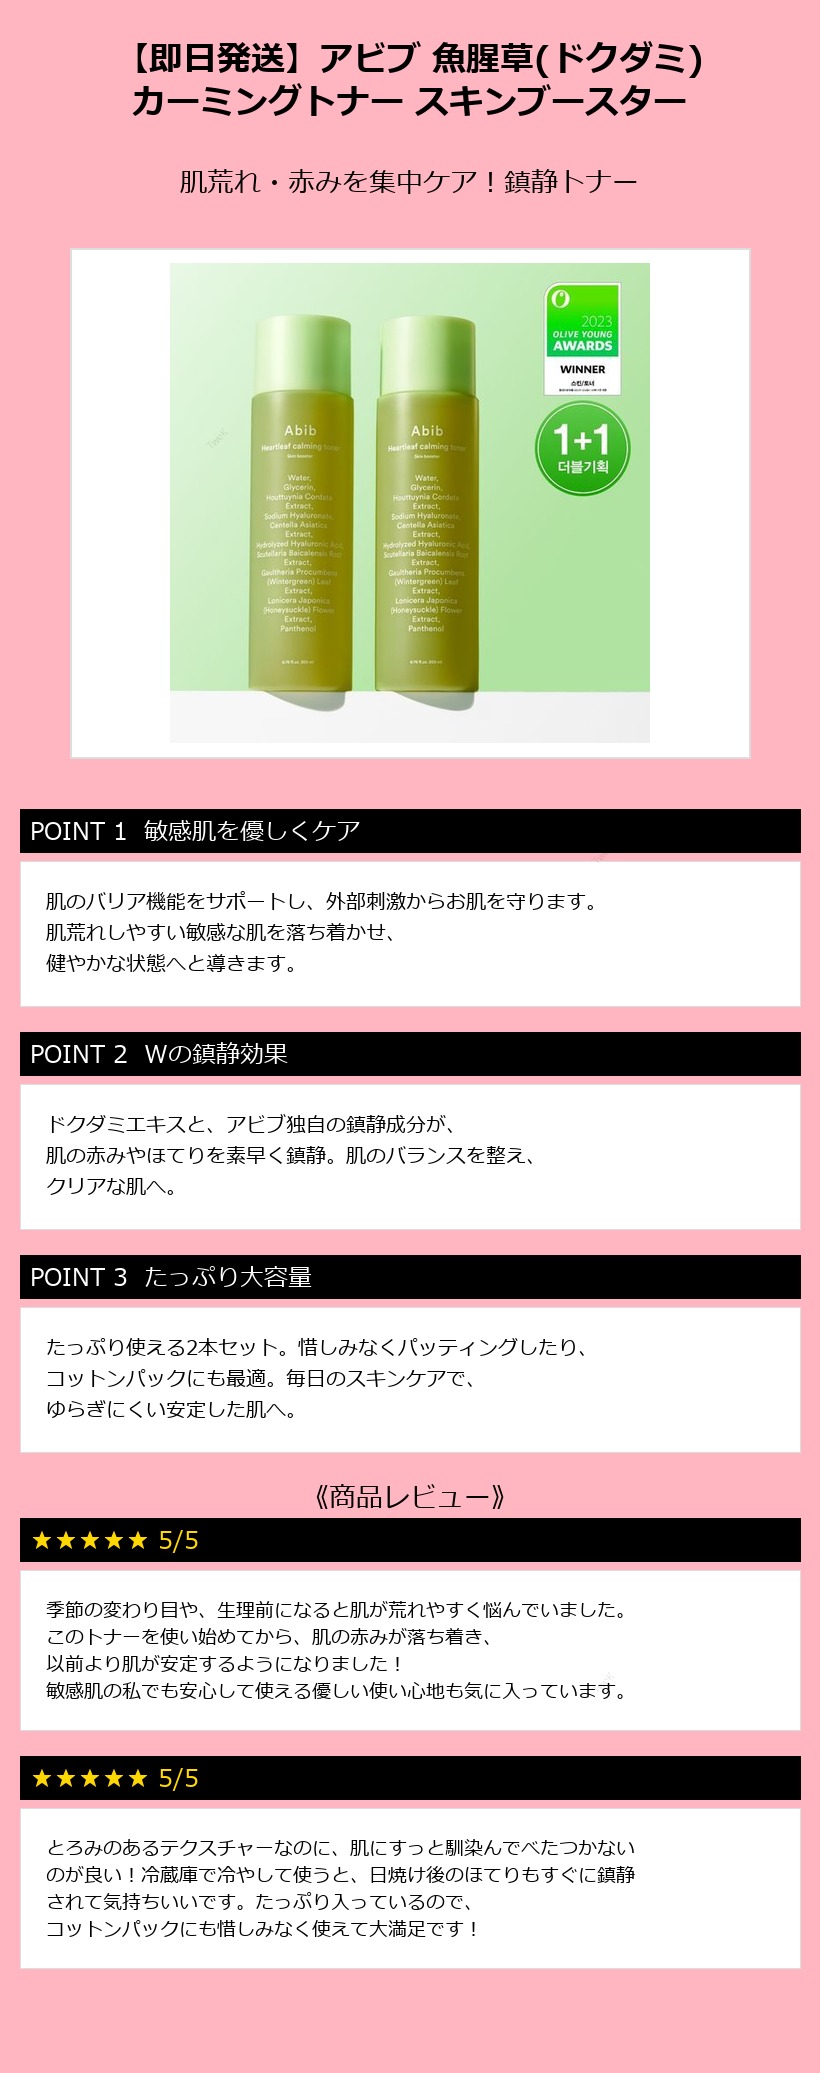 【即日発送】アビブ 魚腥草(ドクダミ)
カーミングトナー スキンブースター
肌荒れ・赤みを集中ケア！鎮静トナー
2023
OLIVE YOUNG
AWARDS
WINNER
스킨/토너
1+1
더블기획
Abib
Heartleaf calming toner
Skin booster
Water,
Glycerin,
Houttuynia Cordata
Extract,
Sodium Hyaluronate,
Centella Asiatica
Extract,
Hydrolyzed Hyaluronic Acid,
Scutellaria Baicalensis Root
Extract,
Gaultheria Procumbens
(Wintergreen) Leaf
Extract,
Lonicera Japonica
(Honeysuckle) Flower
Extract,
Panthenol
Abib
Heartleaf calming toner
Skin booster
Water,
Glycerin,
Houttuynia Cordata
Extract,
Sodium Hyaluronate,
Centella Asiatica
Extract,
Hydrolyzed Hyaluronic Acid,
Scutellaria Baicalensis Root
Extract,
Gaultheria Procumbens
(Wintergreen) Leaf
Extract,
Lonicera Japonica
(Honeysuckle) Flower
Extract,
Panthenol
POINT 1 敏感肌を優しくケア
肌のバリア機能をサポートし、外部刺激からお肌を守ります。
肌荒れしやすい敏感な肌を落ち着かせ、
健やかな状態へと導きます。
POINT 2 Wの鎮静効果
ドクダミエキスと、アビブ独自の鎮静成分が、
肌の赤みやほてりを素早く鎮静。肌のバランスを整え、
クリアな肌へ。
POINT 3 たっぷり大容量
たっぷり使える2本セット。惜しみなくパッティングしたり、
コットンパックにも最適。毎日のスキンケアで、
ゆらぎにくい安定した肌へ。
《商品レビュー》
★★★★★ 5/5
季節の変わり目や、生理前になると肌が荒れやすく悩んでいました。
このトナーを使い始めてから、肌の赤みが落ち着き、
以前より肌が安定するようになりました！
敏感肌の私でも安心して使える優しい使い心地も気に入っています。
★★★★★ 5/5
とろみのあるテクスチャーなのに、肌にすっと馴染んでべたつかない
のが良い！冷蔵庫で冷やして使うと、日焼け後のほてりもすぐに鎮静
されて気持ちいいです。たっぷり入っているので、
コットンパックにも惜しみなく使えて大満足です！